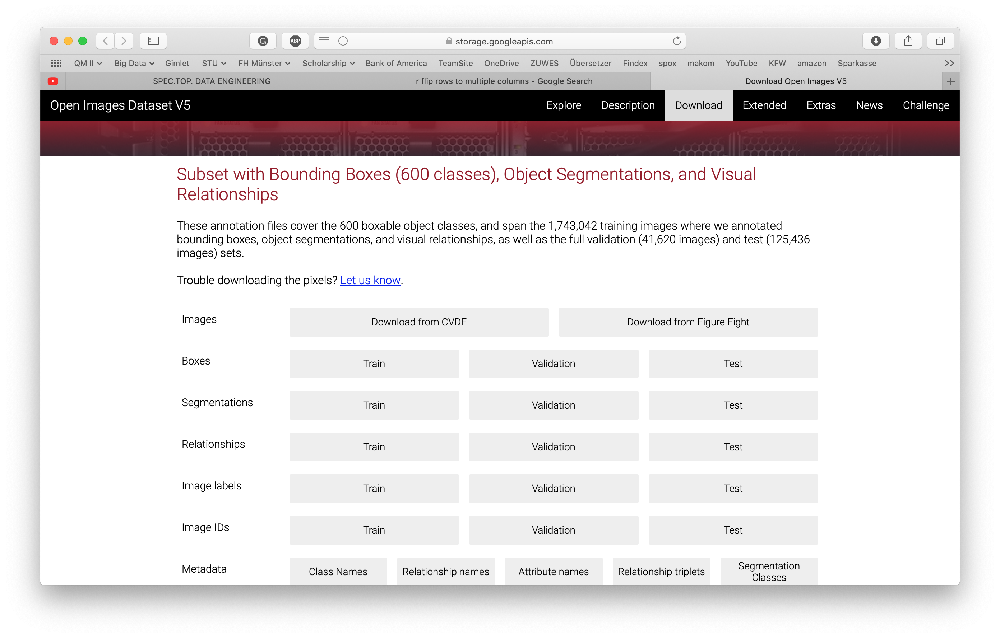 ABP
storage.googleapis.com
QM II Big Data Gimlet STU FH Münster Scholarship Bank of America TeamSite OneDrive ZUWES Übersetzer Findex spox makom YouTube KFW amazon Sparkasse
SPEC.TOP. DATA ENGINEERING r flip rows to multiple columns - Google Search Download Open Images V5
Open Images Dataset V5 Explore Description Download Extended Extras News Challenge
FAN STATUS FAN STATUS
Subset with Bounding Boxes (600 classes), Object Segmentations, and Visual
Relationships
These annotation files cover the 600 boxable object classes, and span the 1,743,042 training images where we annotated
bounding boxes, object segmentations, and visual relationships, as well as the full validation (41,620 images) and test (125,436
images) sets.
Trouble downloading the pixels? Let us know.
Images Download from CVDF Download from Figure Eight
Boxes Train Validation Test
Segmentations Train Validation Test
Relationships Train Validation Test
Image labels Train Validation Test
Image IDs Train Validation Test
Metadata Class Names Relationship names Attribute names Relationship triplets Segmentation
Classes